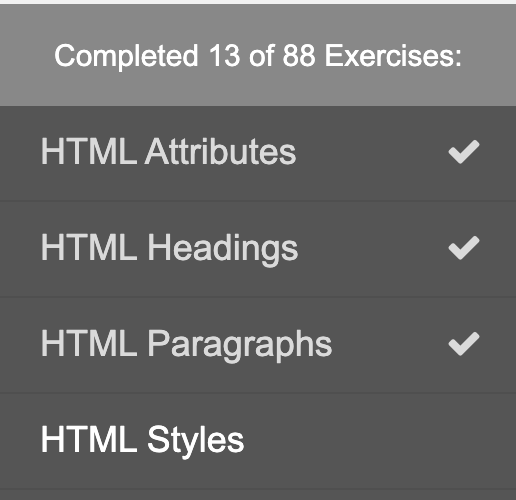 Completed 13 of 88 Exercises:
HTML Attributes
HTML Headings
HTML Paragraphs
HTML Styles